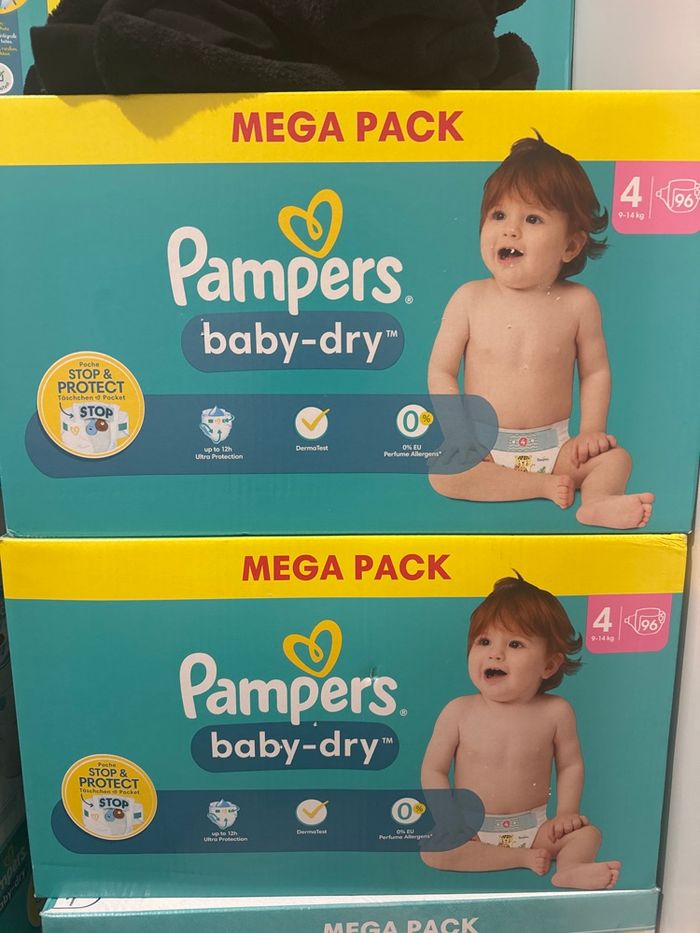 MEGA PACK
4
9-14 kg
96
Pampers®
baby-dry™
Poche
STOP &
PROTECT
Täschchen Pocket
STOP
up to 12h
Ultra Protection
DermaTest
0%
0% EU
Perfume Allergens*
4
MEGA PACK
4
9-14 kg
96
Pampers®
baby-dry™
Poche
STOP &
PROTECT
Täschchen Pocket
STOP
up to 12h
Ultra Protection
DermaTest
0%
0% EU
Perfume Allergens*
4
MEGA PACK